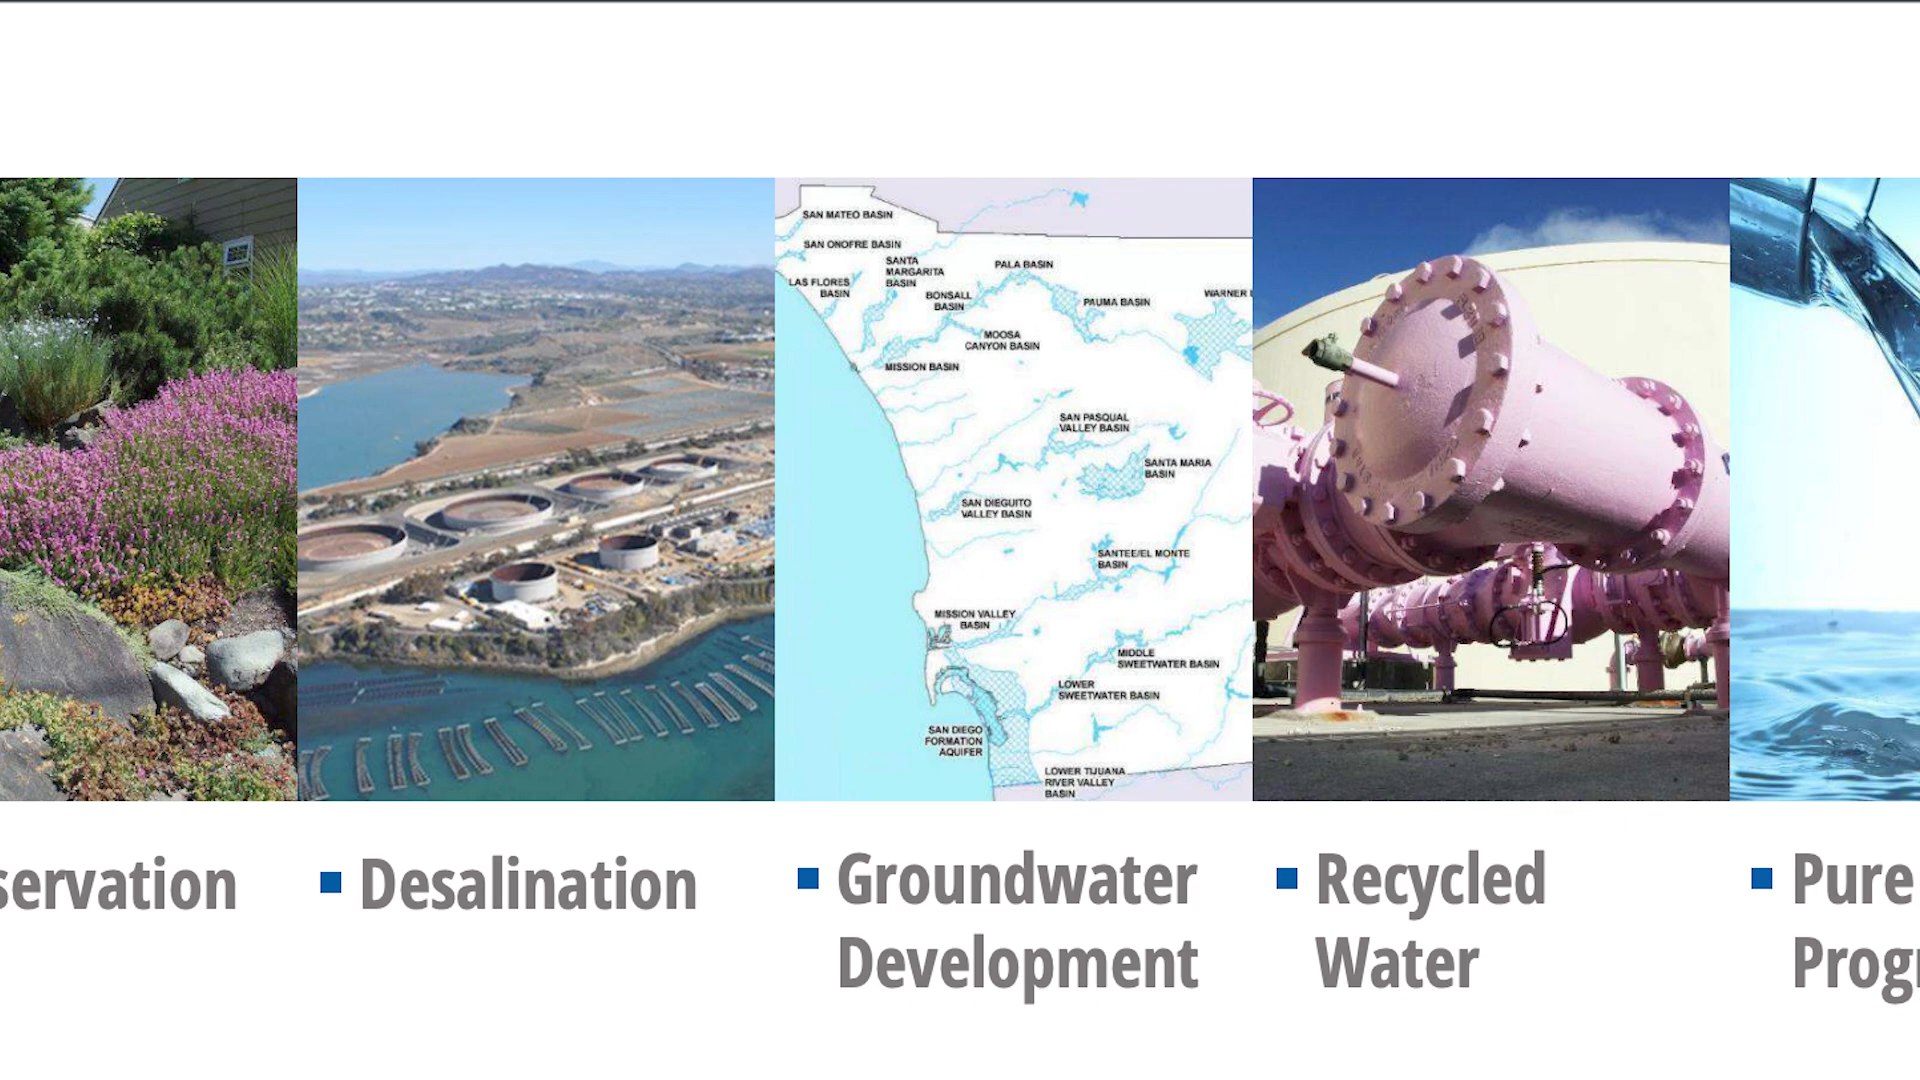 SAN MATEO BASIN
SAN ONOFRE BASIN
SANTA
MARGARITA
BASIN
LAS FLORES
BASIN
PALA BASIN
BONSALL
BASIN
PAUMA BASIN
WARNER
MOOSA
CANYON BASIN
MISSION BASIN
SAN PASQUAL
VALLEY BASIN
SANTA MARIA
BASIN
SAN DIEGUITO
VALLEY BASIN
SANTEE/EL MONTE
BASIN
MISSION VALLEY
BASIN
MIDDLE
SWEETWATER BASIN
LOWER
SWEETWATER BASIN
SAN DIEGO
FORMATION
AQUIFER
LOWER TIJUANA
RIVER VALLEY
BASIN
servation
Desalination
Groundwater
Development
Recycled
Water
Pure
Progr